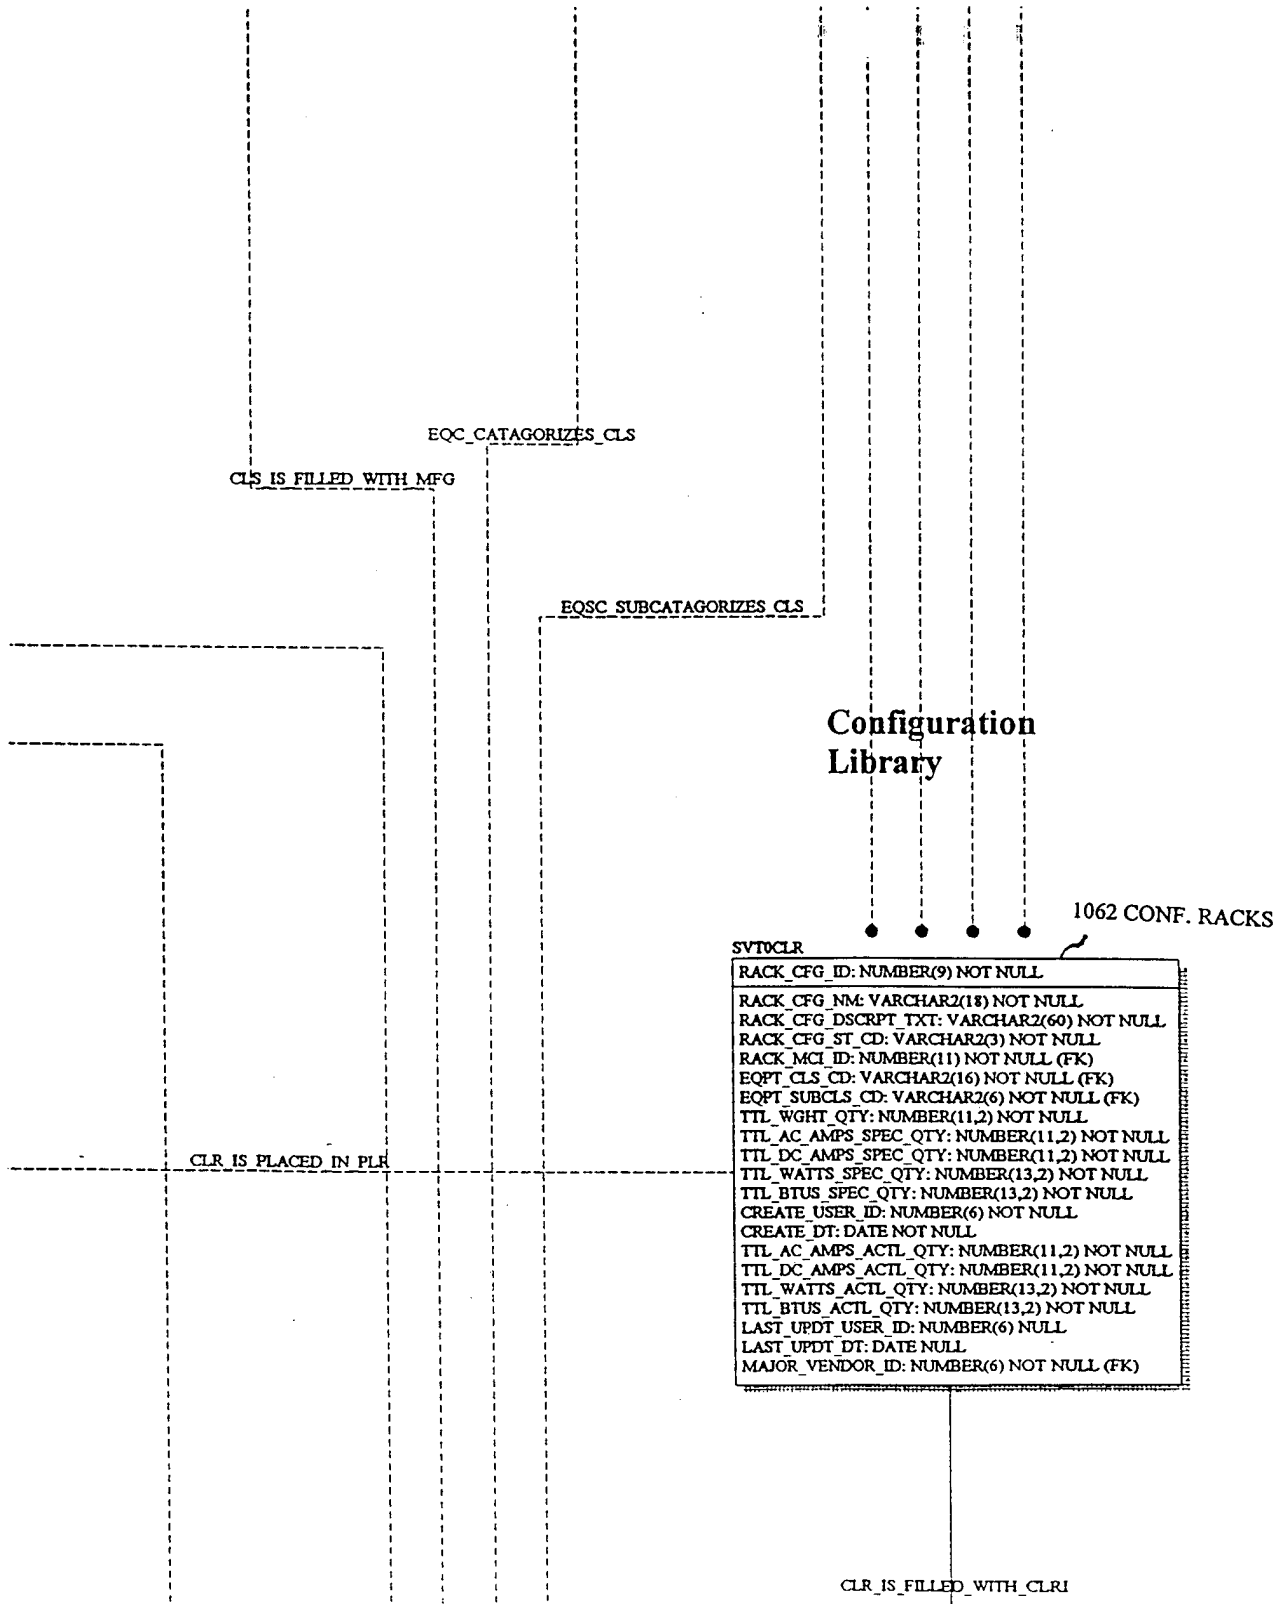 EQC_CATAGORIZES_CLS
CLS_IS_FILLED_WITH_MFG
EQSC_SUBCATAGORIZES_CLS
Configuration
Library
1062 CONF. RACKS
SVT0CLR
RACK_CFG_ID: NUMBER(9) NOT NULL
RACK_CFG_NM: VARCHAR2(18) NOT NULL
RACK_CFG_DSCRPT_TXT: VARCHAR2(60) NOT NULL
RACK_CFG_ST_CD: VARCHAR2(3) NOT NULL
RACK_MCI_ID: NUMBER(11) NOT NULL (FK)
EQPT_CLS_CD: VARCHAR2(16) NOT NULL (FK)
EQPT_SUBCLS_CD: VARCHAR2(6) NOT NULL (FK)
TTL_WGHT_QTY: NUMBER(11,2) NOT NULL
TTL_AC_AMPS_SPEC_QTY: NUMBER(11,2) NOT NULL
TTL_DC_AMPS_SPEC_QTY: NUMBER(11,2) NOT NULL
TTL_WATTS_SPEC_QTY: NUMBER(13,2) NOT NULL
TTL_BTUS_SPEC_QTY: NUMBER(13,2) NOT NULL
CREATE_USER_ID: NUMBER(6) NOT NULL
CREATE_DT: DATE NOT NULL
TTL_AC_AMPS_ACTL_QTY: NUMBER(11,2) NOT NULL
TTL_DC_AMPS_ACTL_QTY: NUMBER(11,2) NOT NULL
TTL_WATTS_ACTL_QTY: NUMBER(13,2) NOT NULL
TTL_BTUS_ACTL_QTY: NUMBER(13,2) NOT NULL
LAST_UPDT_USER_ID: NUMBER(6) NULL
LAST_UPDT_DT: DATE NULL
MAJOR_VENDOR_ID: NUMBER(6) NOT NULL (FK)
CLR_IS_PLACED_IN_PLR
CLR_IS_FILLED_WITH_CLRI